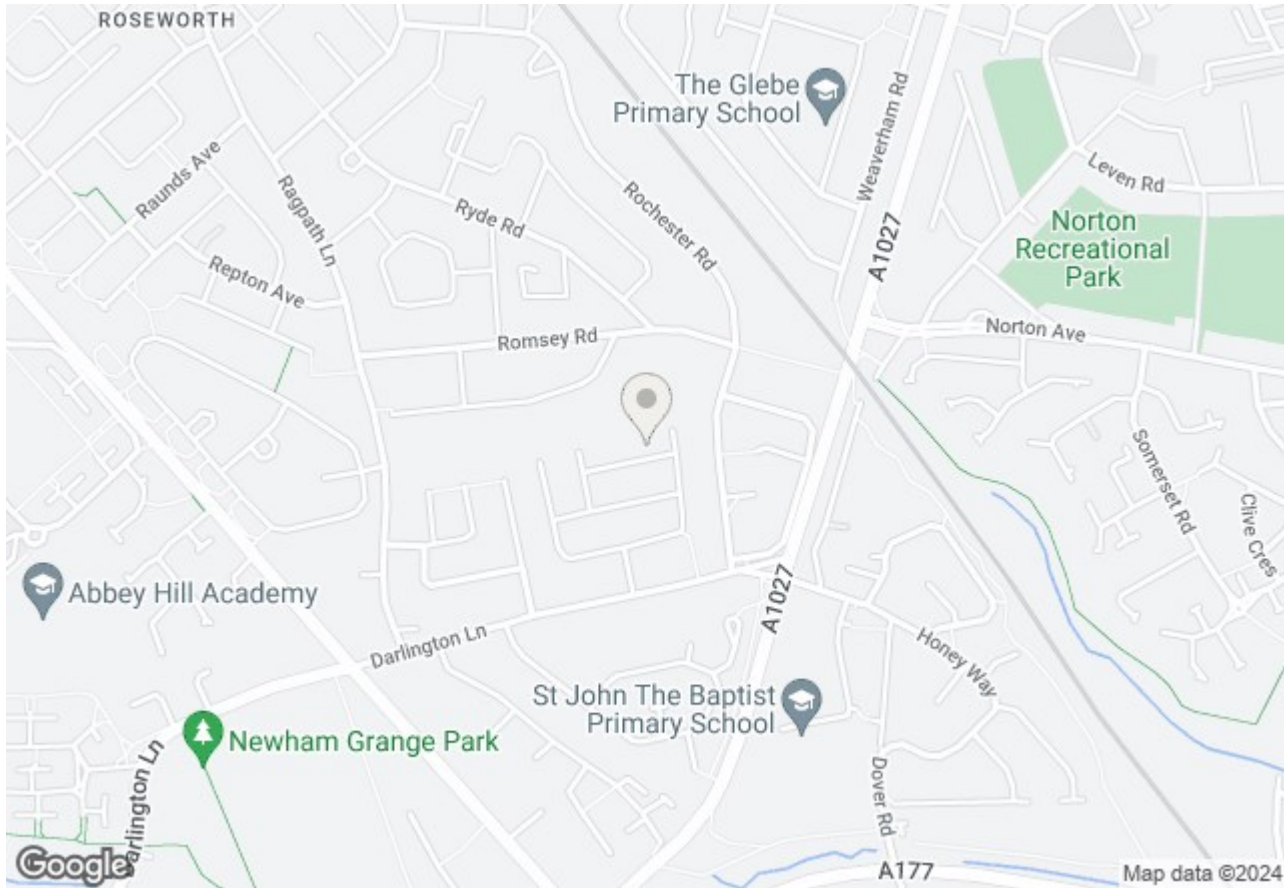 ROSEWORTH
The Glebe
Primary School
Weaverham Rd
Leven Rd
Raunds Ave
Ragpath Ln
Ryde Rd
Rochester Rd
A1027
Norton
Recreational
Park
Repton Ave
Romsey Rd
Norton Ave
Somerset Rd
Clive Cres
Abbey Hill Academy
Darlington Ln
A1027
Honey Way
St John The Baptist
Primary School
Newham Grange Park
Darlington Ln
Dover Rd
A177
Google
Map data ©2024